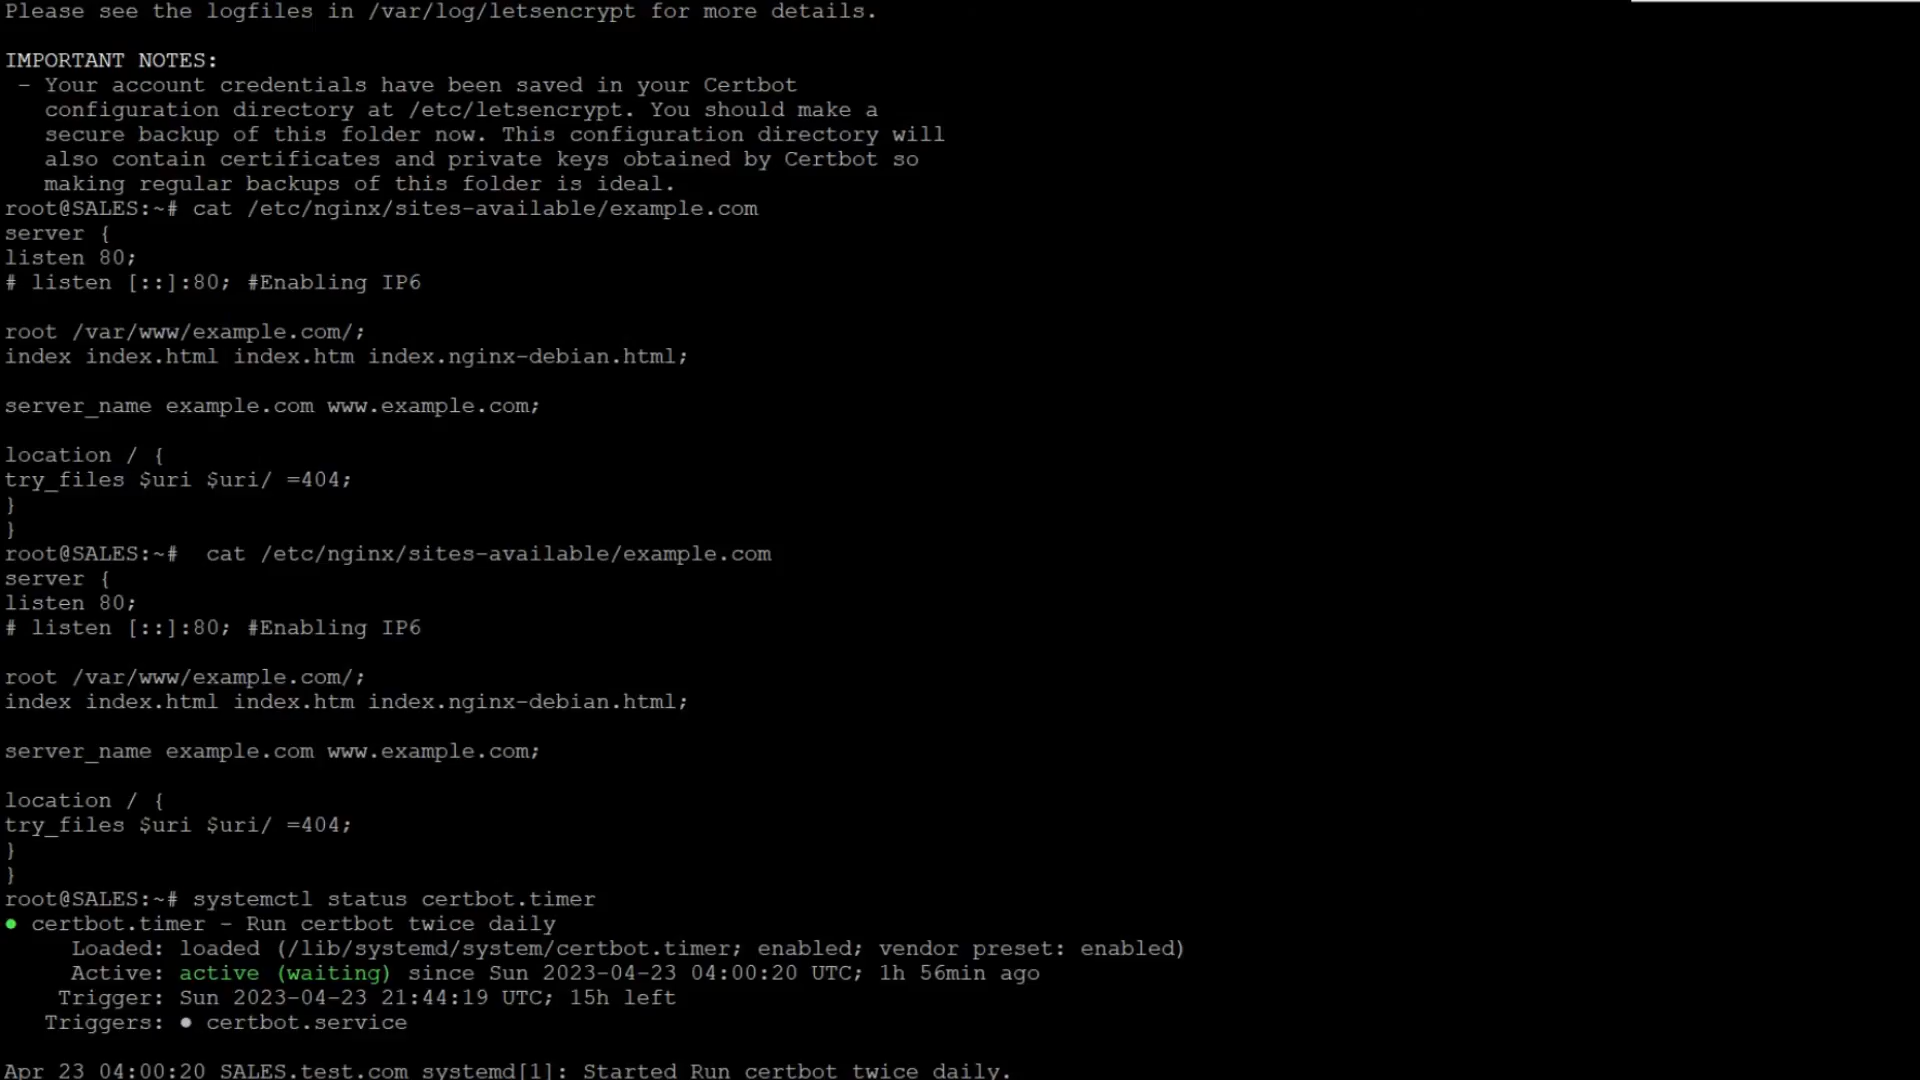 Please see the logfiles in /var/log/letsencrypt for more details.
IMPORTANT NOTES:
- Your account credentials have been saved in your Certbot
configuration directory at /etc/letsencrypt. You should make a
secure backup of this folder now. This configuration directory will
also contain certificates and private keys obtained by Certbot so
making regular backups of this folder is ideal.
root@SALES:~# cat /etc/nginx/sites-available/example.com
server {
listen 80;
# listen [::]:80; #Enabling IP6
root /var/www/example.com/;
index index.html index.htm index.nginx-debian.html;
server_name example.com www.example.com;
location / {
try_files $uri $uri/ =404;
}
}
root@SALES:~#  cat /etc/nginx/sites-available/example.com
server {
listen 80;
# listen [::]:80; #Enabling IP6
root /var/www/example.com/;
index index.html index.htm index.nginx-debian.html;
server_name example.com www.example.com;
location / {
try_files $uri $uri/ =404;
}
}
root@SALES:~# systemctl status certbot.timer
● certbot.timer - Run certbot twice daily
Loaded: loaded (/lib/systemd/system/certbot.timer; enabled; vendor preset: enabled)
Active: active (waiting) since Sun 2023-04-23 04:00:20 UTC; 1h 56min ago
Trigger: Sun 2023-04-23 21:44:19 UTC; 15h left
Triggers: ● certbot.service
Apr 23 04:00:20 SALES.test.com systemd[1]: Started Run certbot twice daily.